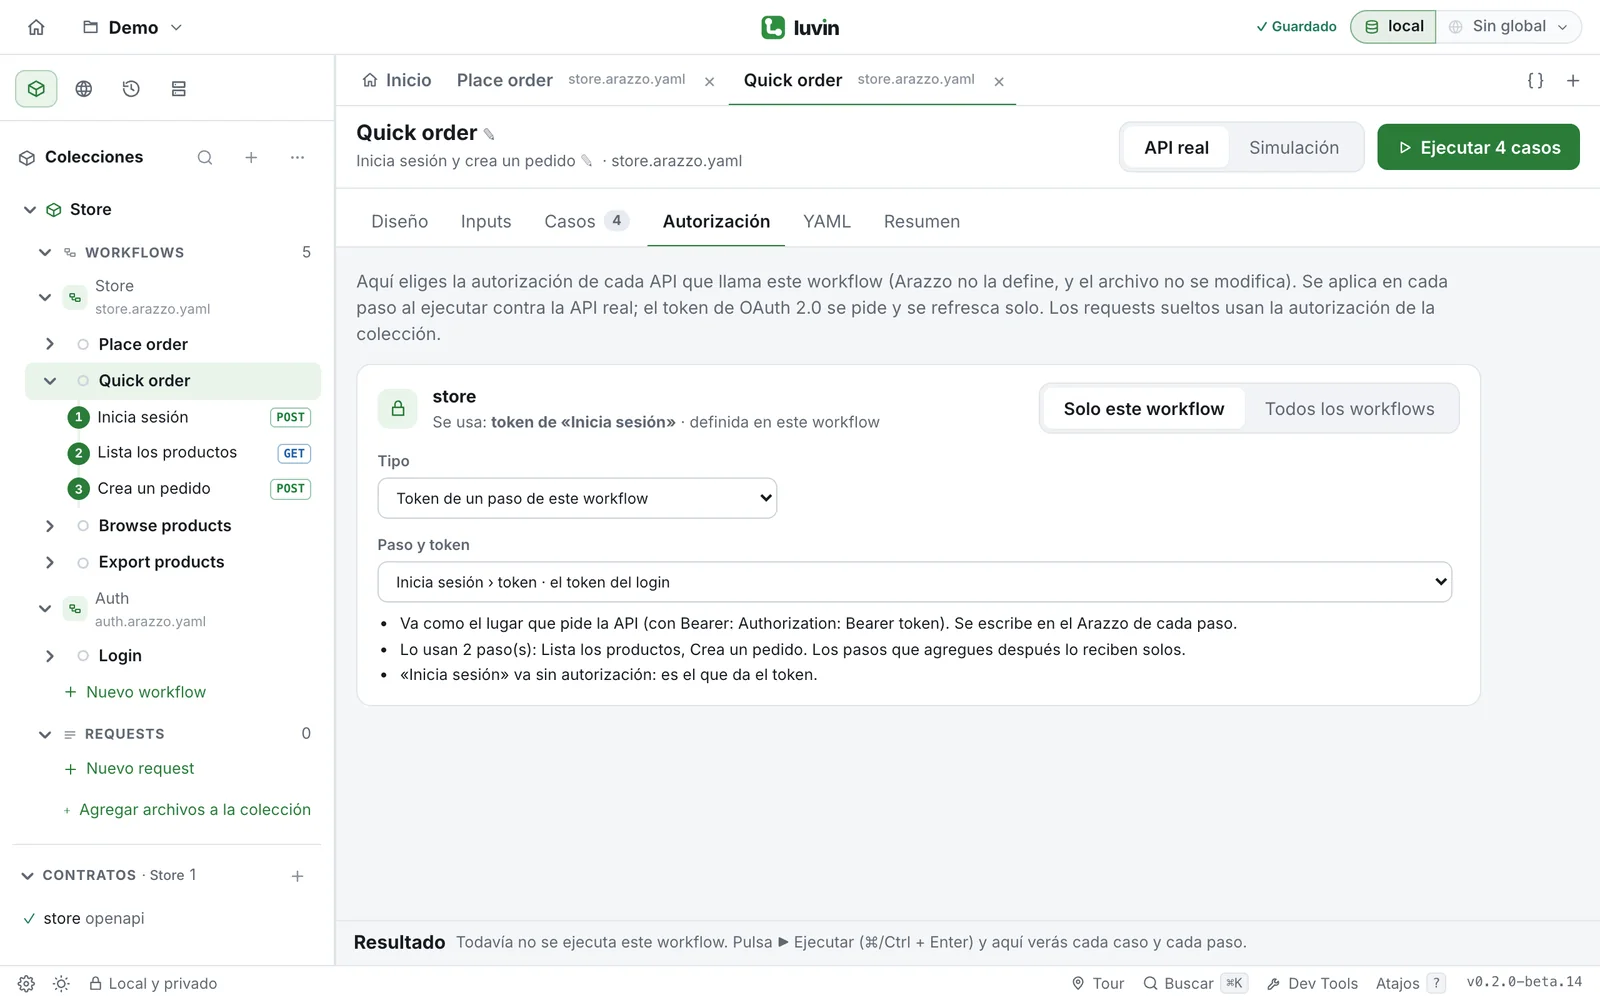 Demo
luvin
Guardado
local
Sin global
Inicio
Place order store.arazzo.yaml
Quick order store.arazzo.yaml
Colecciones
Store
WORKFLOWS 5
Store
store.arazzo.yaml
Place order
Quick order
1 Inicia sesión POST
2 Lista los productos GET
3 Crea un pedido POST
Browse products
Export products
Auth
auth.arazzo.yaml
Login
+ Nuevo workflow
REQUESTS 0
+ Nuevo request
+ Agregar archivos a la colección
CONTRATOS · Store 1
store openapi
Quick order
Inicia sesión y crea un pedido · store.arazzo.yaml
API real
Simulación
Ejecutar 4 casos
Diseño
Inputs
Casos 4
Autorización
YAML
Resumen
Aquí eliges la autorización de cada API que llama este workflow (Arazzo no la define, y el archivo no se modifica). Se aplica en cada
paso al ejecutar contra la API real; el token de OAuth 2.0 se pide y se refresca solo. Los requests sueltos usan la autorización de la
colección.
store
Se usa: token de «Inicia sesión» · definida en este workflow
Solo este workflow
Todos los workflows
Tipo
Token de un paso de este workflow
Paso y token
Inicia sesión › token · el token del login
• Va como el lugar que pide la API (con Bearer: Authorization: Bearer token). Se escribe en el Arazzo de cada paso.
• Lo usan 2 paso(s): Lista los productos, Crea un pedido. Los pasos que agregues después lo reciben solos.
• «Inicia sesión» va sin autorización: es el que da el token.
Resultado Todavía no se ejecuta este workflow. Pulsa ▶ Ejecutar (⌘/Ctrl + Enter) y aquí verás cada caso y cada paso.
Local y privado
Tour
Buscar ⌘K
Dev Tools
Atajos ?
v0.2.0-beta.14